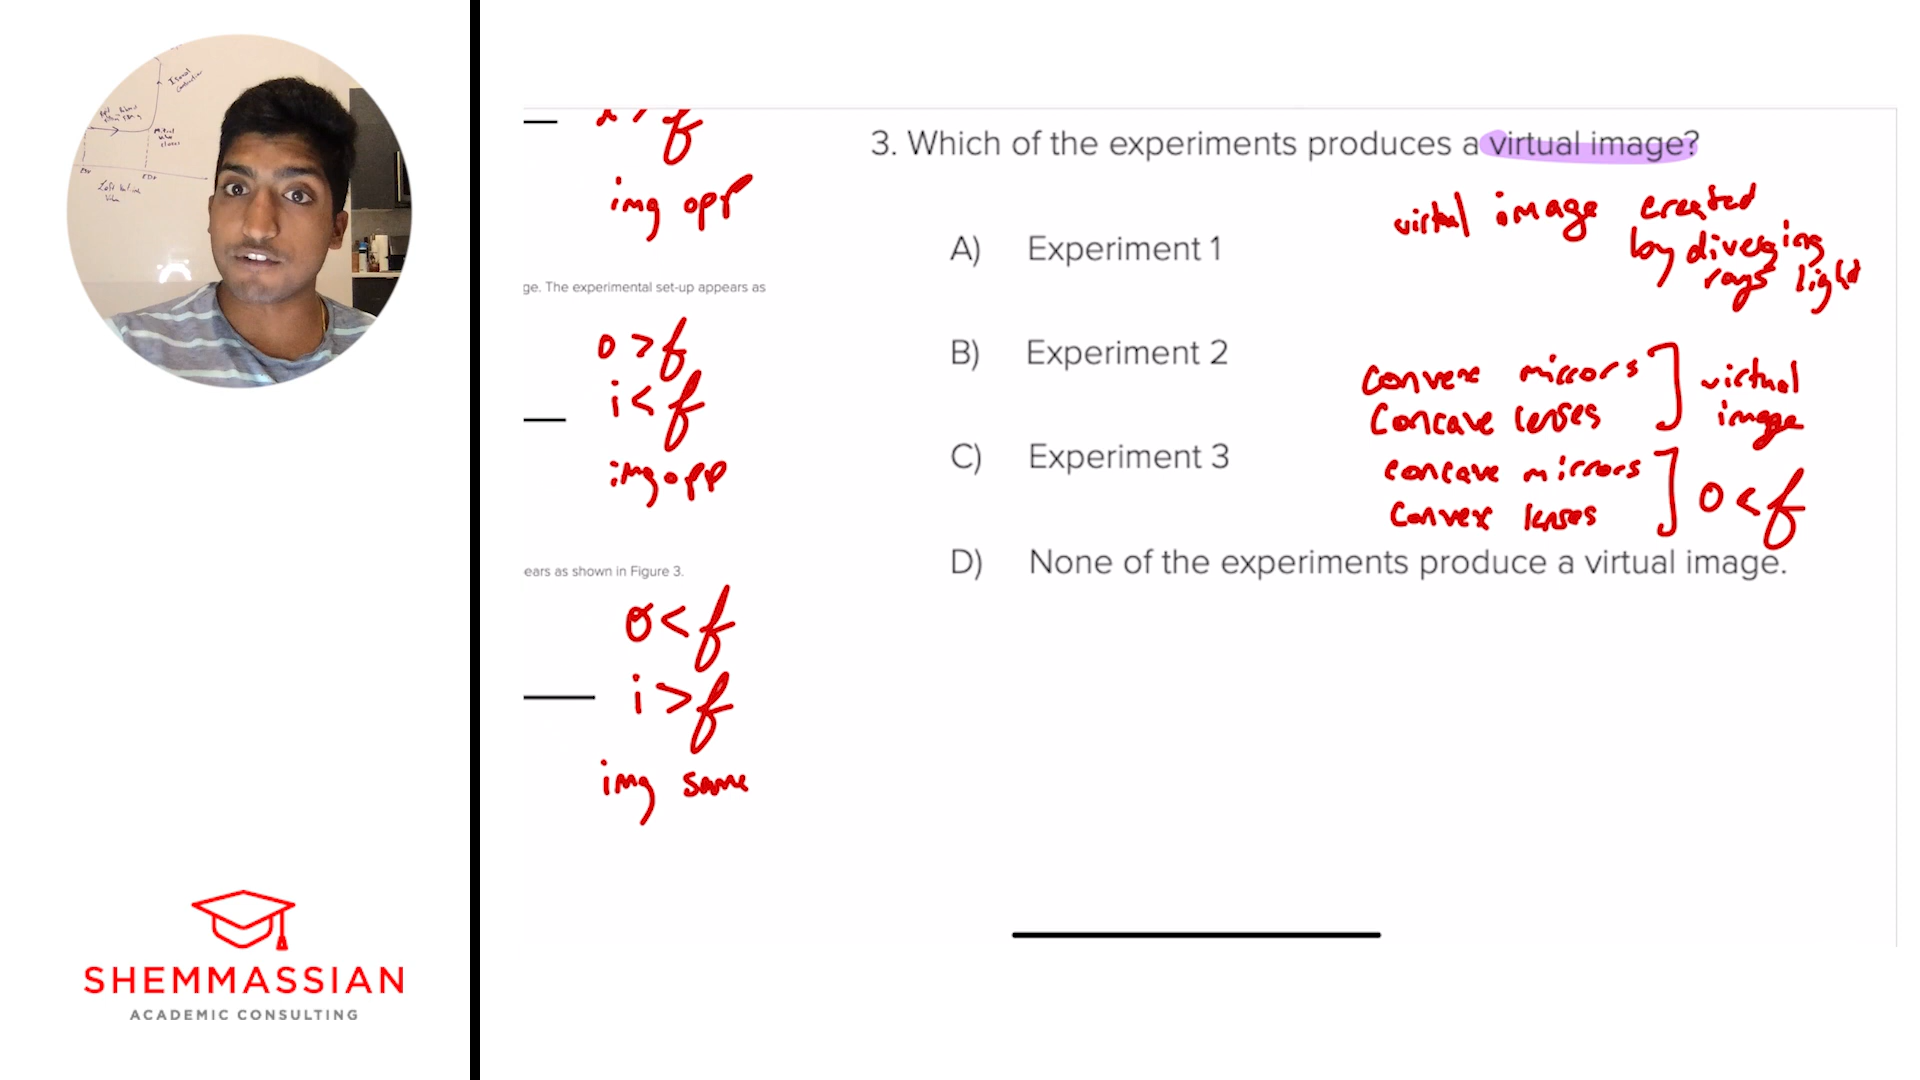 img opp
ge. The experimental set-up appears as
o > f
i < f
img opp
ears as shown in Figure 3.
o < f
i > f
img same
3. Which of the experiments produces a virtual image?
A) Experiment 1
B) Experiment 2
C) Experiment 3
D) None of the experiments produce a virtual image.
virtual image created
by diverging
rays light
convex mirrors
concave lenses
virtual
image
concave mirrors
convex lenses
o < f
SHEMMASSIAN
ACADEMIC CONSULTING